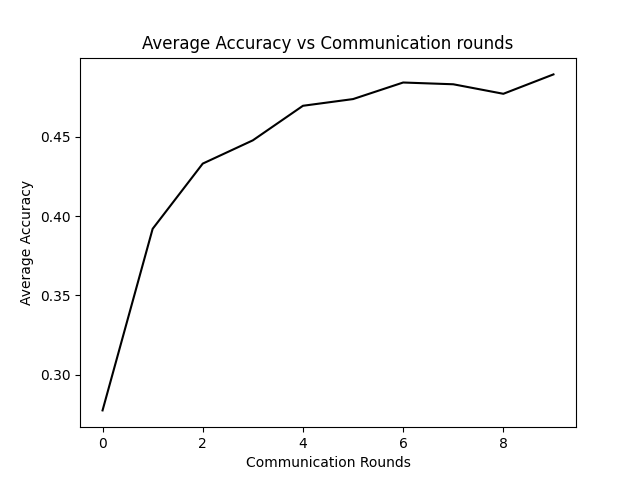 Average Accuracy vs Communication rounds
Average Accuracy
0.45
0.40
0.35
0.30
0 2 4 6 8
Communication Rounds